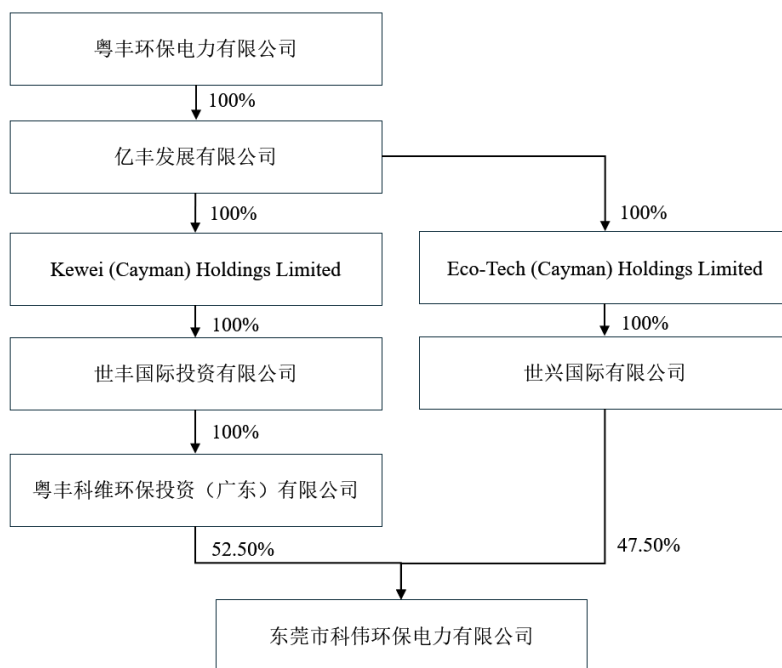 粤丰环保电力有限公司
100%
亿丰发展有限公司
100%
100%
Kewei (Cayman) Holdings Limited
Eco-Tech (Cayman) Holdings Limited
100%
100%
世丰国际投资有限公司
世兴国际有限公司
100%
粤丰科维环保投资（广东）有限公司
52.50%
47.50%
东莞市科伟环保电力有限公司